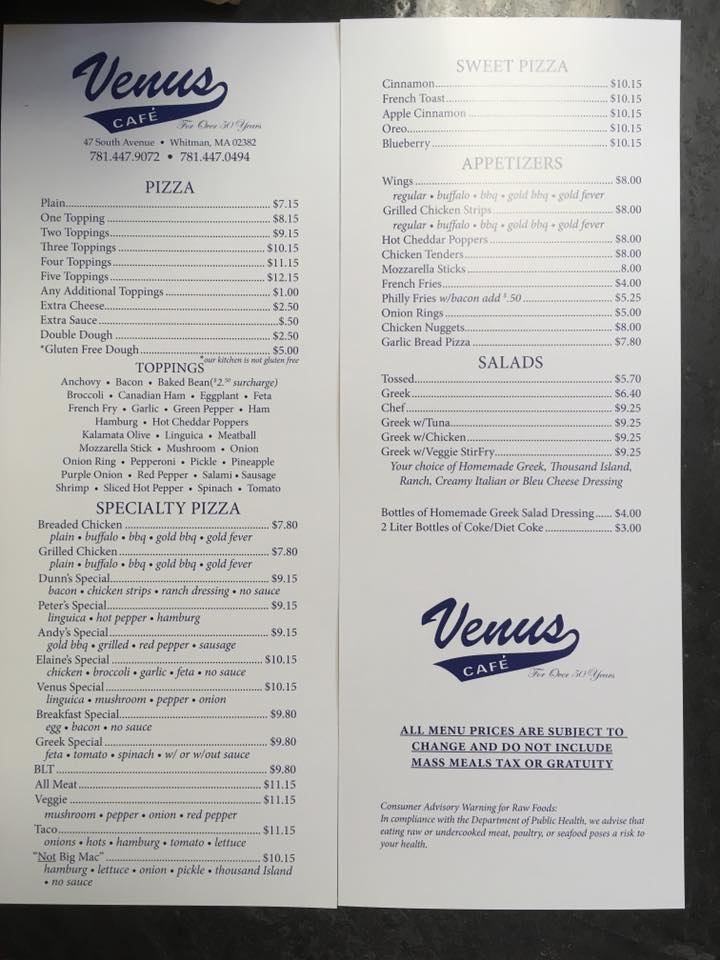 Venus
CAFÉ
For Over 50 Years
47 South Avenue • Whitman, MA 02382
781.447.9072 • 781.447.0494
PIZZA
Plain............ $7.15
One Topping............ $8.15
Two Toppings............ $9.15
Three Toppings............ $10.15
Four Toppings............ $11.15
Five Toppings............ $12.15
Any Additional Toppings............ $1.00
Extra Cheese............ $2.50
Extra Sauce............ $.50
Double Dough............ $2.50
*Gluten Free Dough............ $5.00
*our kitchen is not gluten free
TOPPINGS
Anchovy • Bacon • Baked Bean($2.50 surcharge)
Broccoli • Canadian Ham • Eggplant • Feta
French Fry • Garlic • Green Pepper • Ham
Hamburg • Hot Cheddar Poppers
Kalamata Olive • Linguica • Meatball
Mozzarella Stick • Mushroom • Onion
Onion Ring • Pepperoni • Pickle • Pineapple
Purple Onion • Red Pepper • Salami • Sausage
Shrimp • Sliced Hot Pepper • Spinach • Tomato
SPECIALTY PIZZA
Breaded Chicken............ $7.80
plain • buffalo • bbq • gold bbq • gold fever
Grilled Chicken............ $7.80
plain • buffalo • bbq • gold bbq • gold fever
Dunn's Special............ $9.15
bacon • chicken strips • ranch dressing • no sauce
Peter's Special............ $9.15
linguica • hot pepper • hamburg
Andy's Special............ $9.15
gold bbq • grilled • red pepper • sausage
Elaine's Special............ $10.15
chicken • broccoli • garlic • feta • no sauce
Venus Special............ $10.15
linguica • mushroom • pepper • onion
Breakfast Special............ $9.80
egg • bacon • no sauce
Greek Special............ $9.80
feta • tomato • spinach • w/ or w/out sauce
BLT............ $9.80
All Meat............ $11.15
Veggie............ $11.15
mushroom • pepper • onion • red pepper
Taco............ $11.15
onions • hots • hamburg • tomato • lettuce
"Not Big Mac"............ $10.15
hamburg • lettuce • onion • pickle • thousand Island
• no sauce
SWEET PIZZA
Cinnamon............ $10.15
French Toast............ $10.15
Apple Cinnamon............ $10.15
Oreo............ $10.15
Blueberry............ $10.15
APPETIZERS
Wings............ $8.00
regular • buffalo • bbq • gold bbq • gold fever
Grilled Chicken Strips............ $8.00
regular • buffalo • bbq • gold bbq • gold fever
Hot Cheddar Poppers............ $8.00
Chicken Tenders............ $8.00
Mozzarella Sticks............ 8.00
French Fries............ $4.00
Philly Fries w/bacon add $.50............ $5.25
Onion Rings............ $5.00
Chicken Nuggets............ $8.00
Garlic Bread Pizza............ $7.80
SALADS
Tossed............ $5.70
Greek............ $6.40
Chef............ $9.25
Greek w/Tuna............ $9.25
Greek w/Chicken............ $9.25
Greek w/Veggie StirFry............ $9.25
Your choice of Homemade Greek, Thousand Island,
Ranch, Creamy Italian or Bleu Cheese Dressing
Bottles of Homemade Greek Salad Dressing...... $4.00
2 Liter Bottles of Coke/Diet Coke............ $3.00
Venus
CAFÉ
For Over 50 Years
ALL MENU PRICES ARE SUBJECT TO
CHANGE AND DO NOT INCLUDE
MASS MEALS TAX OR GRATUITY
Consumer Advisory Warning for Raw Foods:
In compliance with the Department of Public Health, we advise that
eating raw or undercooked meat, poultry, or seafood poses a risk to
your health.